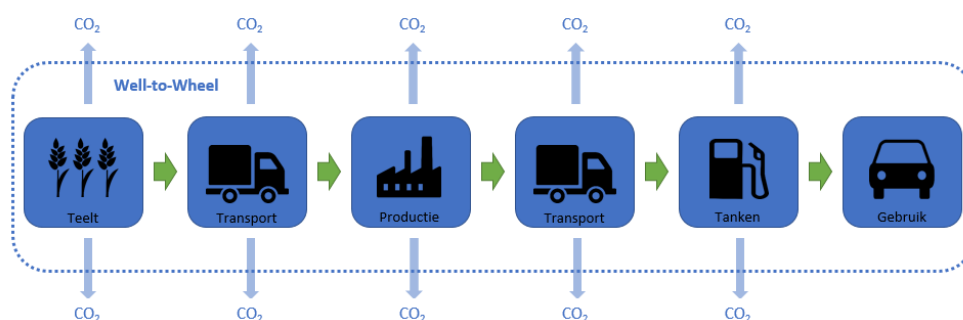 CO₂ CO₂ CO₂ CO₂ CO₂
Well-to-Wheel
Teelt Transport Productie Transport Tanken Gebruik
CO₂ CO₂ CO₂ CO₂ CO₂